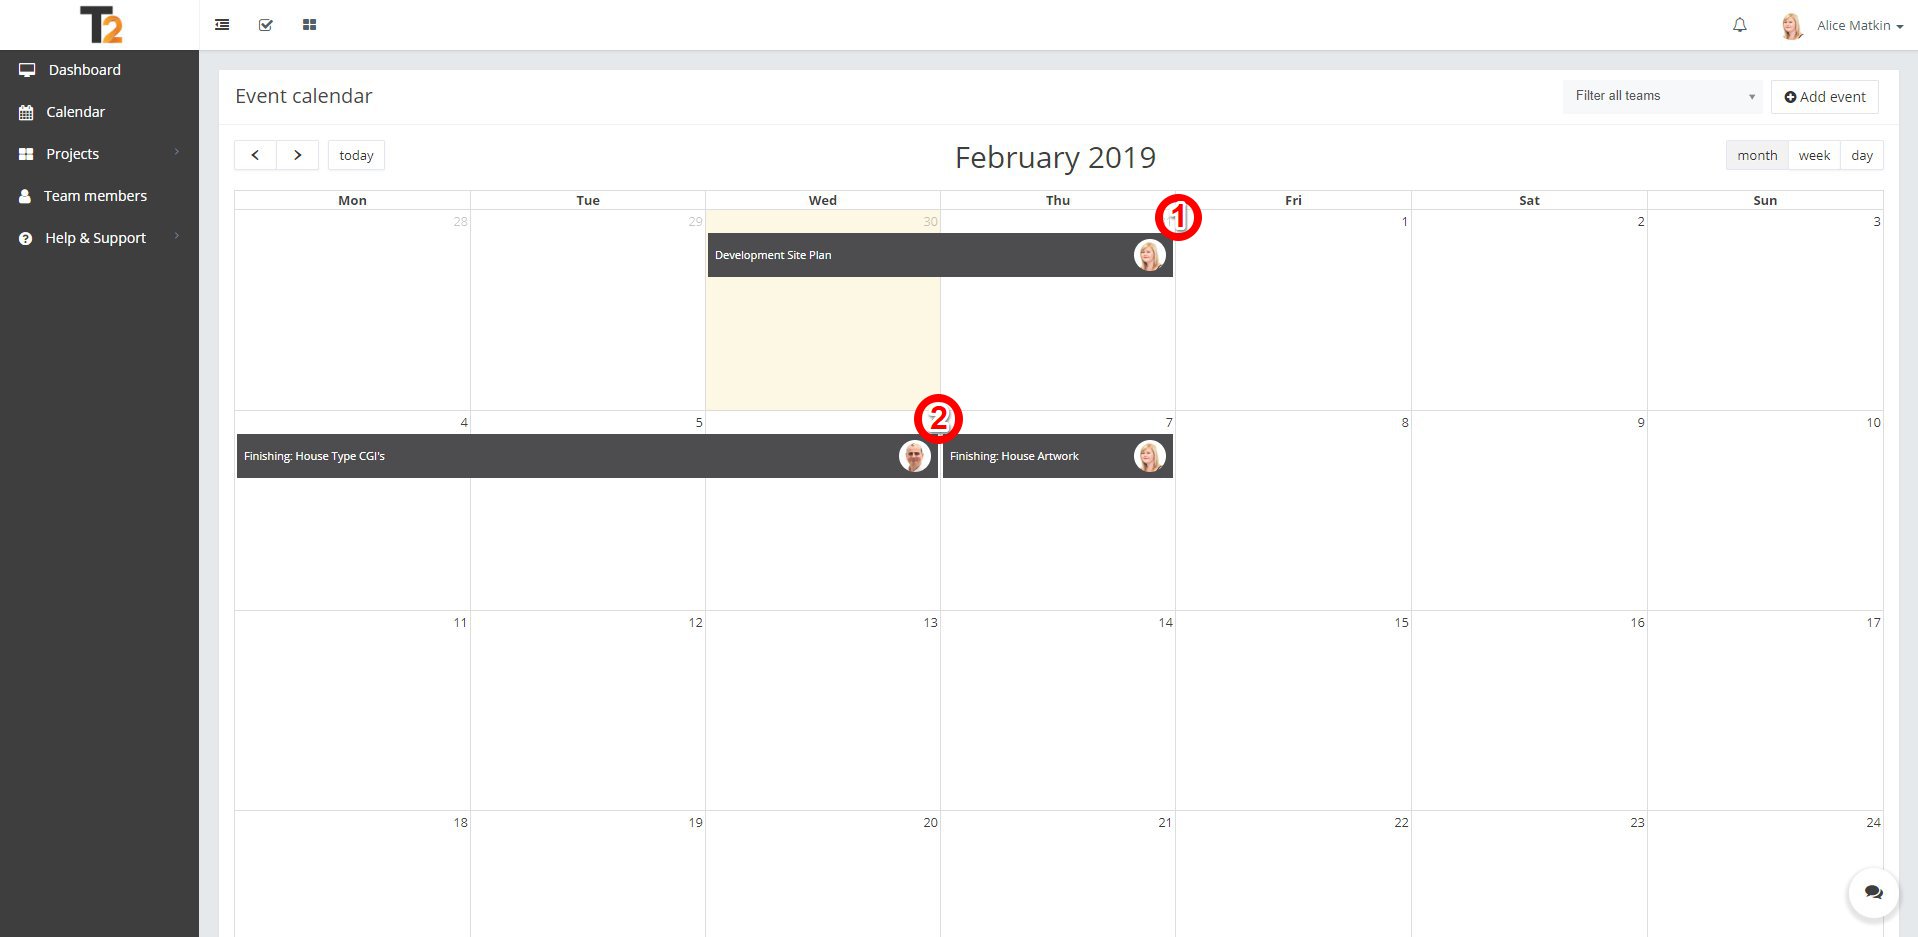 T2
Alice Matkin
Dashboard
Calendar
Projects
Team members
Help & Support
Event calendar
Filter all teams
Add event
today
February 2019
month week day
Mon Tue Wed Thu Fri Sat Sun
28 29 30 1 1 2 3
Development Site Plan
4 5 2 7 8 9 10
Finishing: House Type CGI's Finishing: House Artwork
11 12 13 14 15 16 17
18 19 20 21 22 23 24